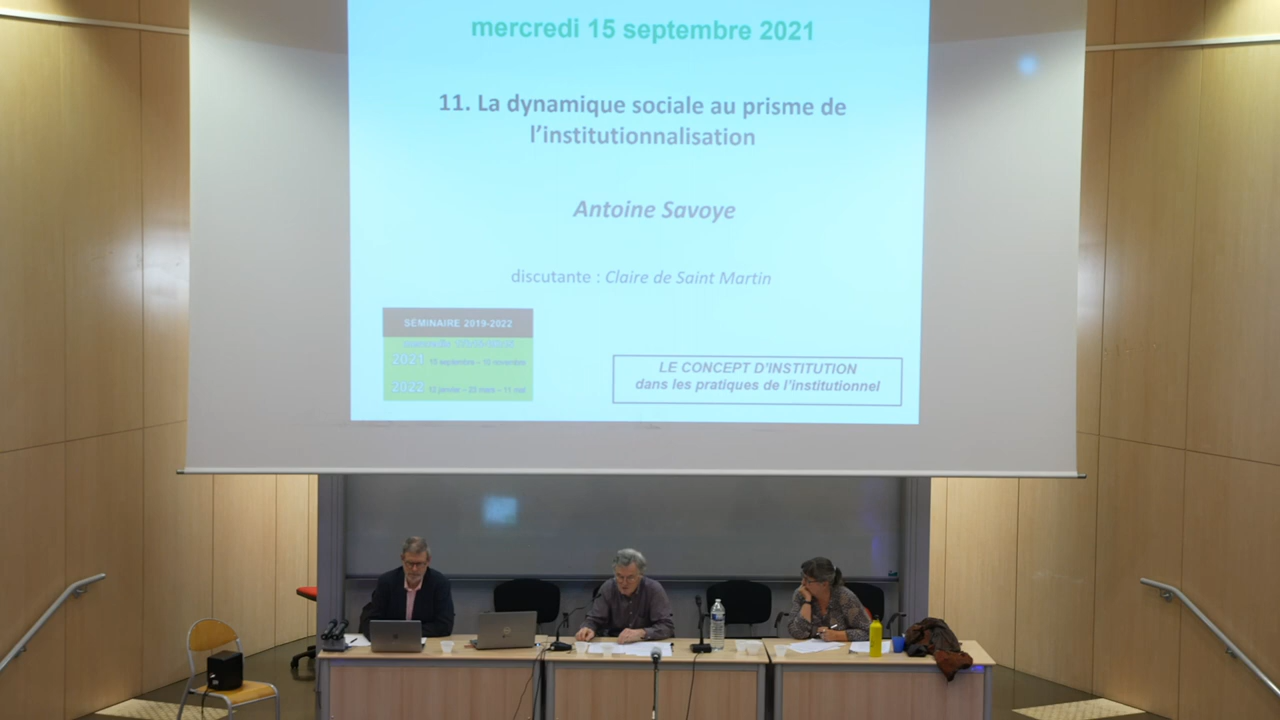 mercredi 15 septembre 2021
11. La dynamique sociale au prisme de
l'institutionnalisation
Antoine Savoye
discutante : Claire de Saint Martin
SÉMINAIRE 2019-2022
2021
2022
LE CONCEPT D'INSTITUTION
dans les pratiques de l'institutionnel